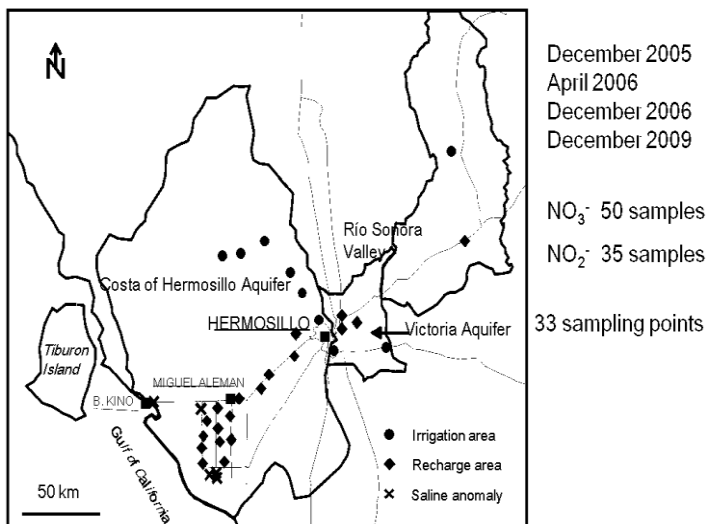 N
Río Sonora
Valley
Costa of Hermosillo Aquifer
HERMOSILLO
Victoria Aquifer
Tiburon
Island
MIGUEL ALEMAN
B. KINO
Gulf of California
Irrigation area
Recharge area
Saline anomaly
50 km
December 2005
April 2006
December 2006
December 2009
NO₃⁻ 50 samples
NO₂⁻ 35 samples
33 sampling points